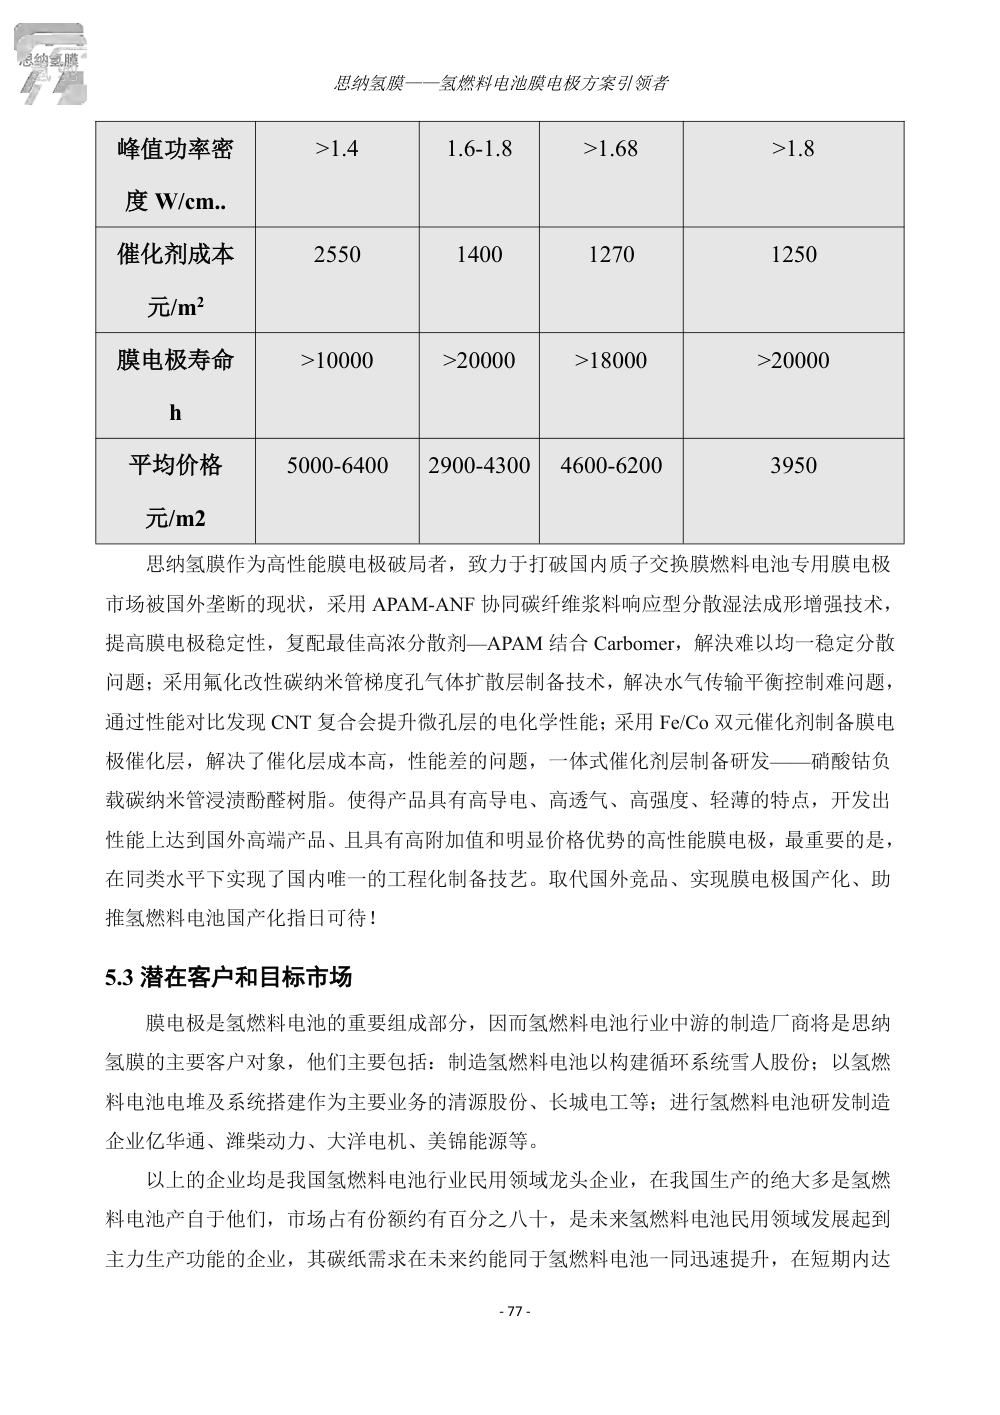 思纳氢膜
思纳氢膜——氢燃料电池膜电极方案引领者
峰值功率密度 W/cm.. >1.4 1.6-1.8 >1.68 >1.8
催化剂成本元/m² 2550 1400 1270 1250
膜电极寿命h >10000 >20000 >18000 >20000
平均价格元/m2 5000-6400 2900-4300 4600-6200 3950
思纳氢膜作为高性能膜电极破局者，致力于打破国内质子交换膜燃料电池专用膜电极
市场被国外垄断的现状，采用 APAM-ANF 协同碳纤维浆料响应型分散湿法成形增强技术，
提高膜电极稳定性，复配最佳高浓分散剂—APAM 结合 Carbomer，解决难以均一稳定分散
问题；采用氟化改性碳纳米管梯度孔气体扩散层制备技术，解决水气传输平衡控制难问题，
通过性能对比发现 CNT 复合会提升微孔层的电化学性能；采用 Fe/Co 双元催化剂制备膜电
极催化层，解决了催化层成本高，性能差的问题，一体式催化剂层制备研发——硝酸钴负
载碳纳米管浸渍酚醛树脂。使得产品具有高导电、高透气、高强度、轻薄的特点，开发出
性能上达到国外高端产品、且具有高附加值和明显价格优势的高性能膜电极，最重要的是，
在同类水平下实现了国内唯一的工程化制备技艺。取代国外竞品、实现膜电极国产化、助
推氢燃料电池国产化指日可待！
5.3 潜在客户和目标市场
膜电极是氢燃料电池的重要组成部分，因而氢燃料电池行业中游的制造厂商将是思纳
氢膜的主要客户对象，他们主要包括：制造氢燃料电池以构建循环系统雪人股份；以氢燃
料电池电堆及系统搭建作为主要业务的清源股份、长城电工等；进行氢燃料电池研发制造
企业亿华通、潍柴动力、大洋电机、美锦能源等。
以上的企业均是我国氢燃料电池行业民用领域龙头企业，在我国生产的绝大多是氢燃
料电池产自于他们，市场占有份额约有百分之八十，是未来氢燃料电池民用领域发展起到
主力生产功能的企业，其碳纸需求在未来约能同于氢燃料电池一同迅速提升，在短期内达
- 77 -